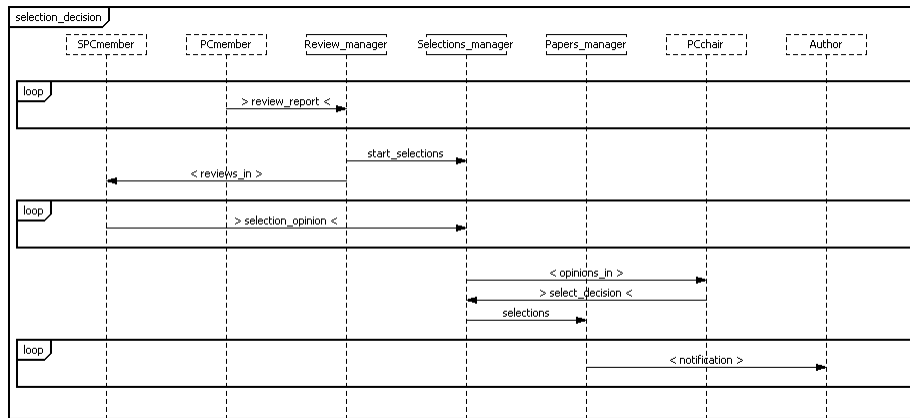 selection_decision
SPCmember PCmember Review_manager Selections_manager Papers_manager PCchair Author
loop
> review_report <
start_selections
< reviews_in >
loop
> selection_opinion <
< opinions_in >
> select_decision <
selections
loop
< notification >